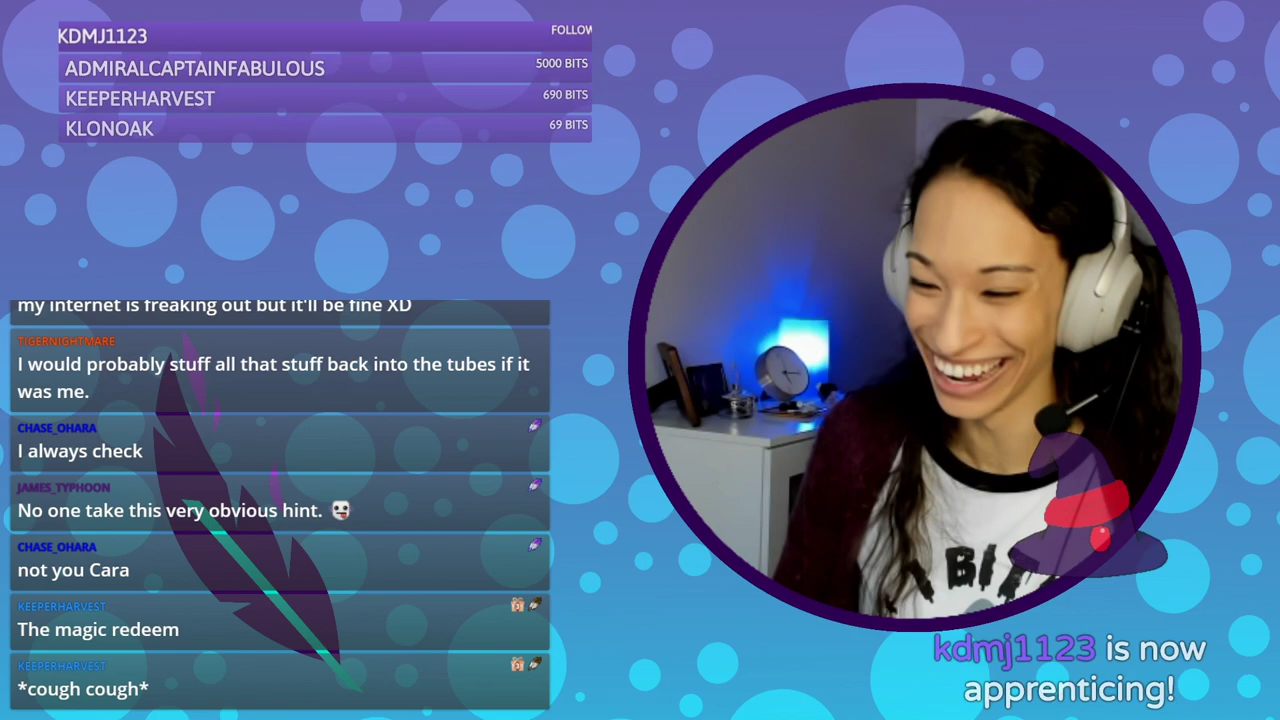 KDMJ1123 FOLLOW
ADMIRALCAPTAINFABULOUS 5000 BITS
KEEPERHARVEST 690 BITS
KLONOAK 69 BITS
my internet is freaking out but it'll be fine XD
TIGERNIGHTMARE
I would probably stuff all that stuff back into the tubes if it
was me.
CHASE_OHARA
I always check
JAMES_TYPHOON
No one take this very obvious hint.
CHASE_OHARA
not you Cara
KEEPERHARVEST
The magic redeem
KEEPERHARVEST
*cough cough*
kdmj1123 is now
apprenticing!